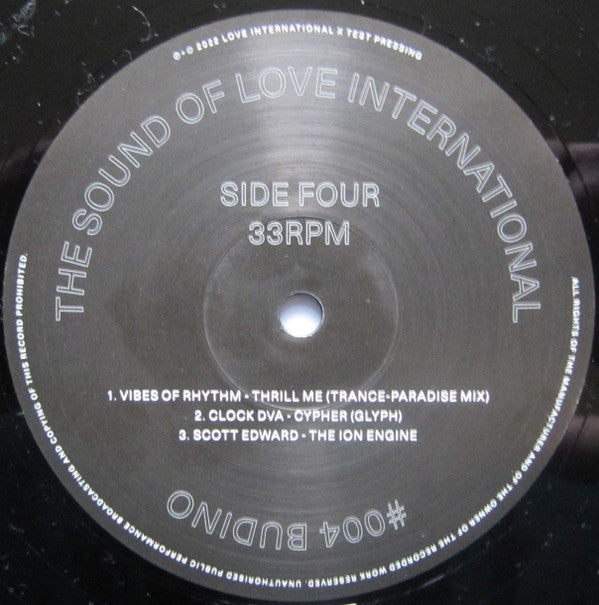 ℗+© 2022 LOVE INTERNATIONAL X TEST PRESSING
THE SOUND OF LOVE INTERNATIONAL
SIDE FOUR
33RPM
1. VIBES OF RHYTHM - THRILL ME (TRANCE-PARADISE MIX)
2. CLOCK DVA - CYPHER (GLYPH)
3. SCOTT EDWARD - THE ION ENGINE
#004 BUDINO
ALL RIGHTS OF THE MANUFACTURER AND OF THE OWNER OF THE RECORDED WORK RESERVED. UNAUTHORISED PUBLIC PERFORMANCE BROADCASTING AND COPYING OF THIS RECORD PROHIBITED.